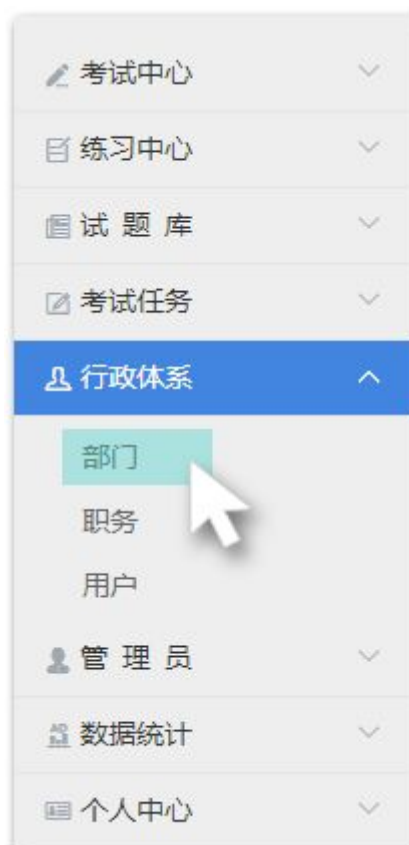 考试中心
练习中心
试 题 库
考试任务
行政体系
部门
职务
用户
管 理 员
数据统计
个人中心